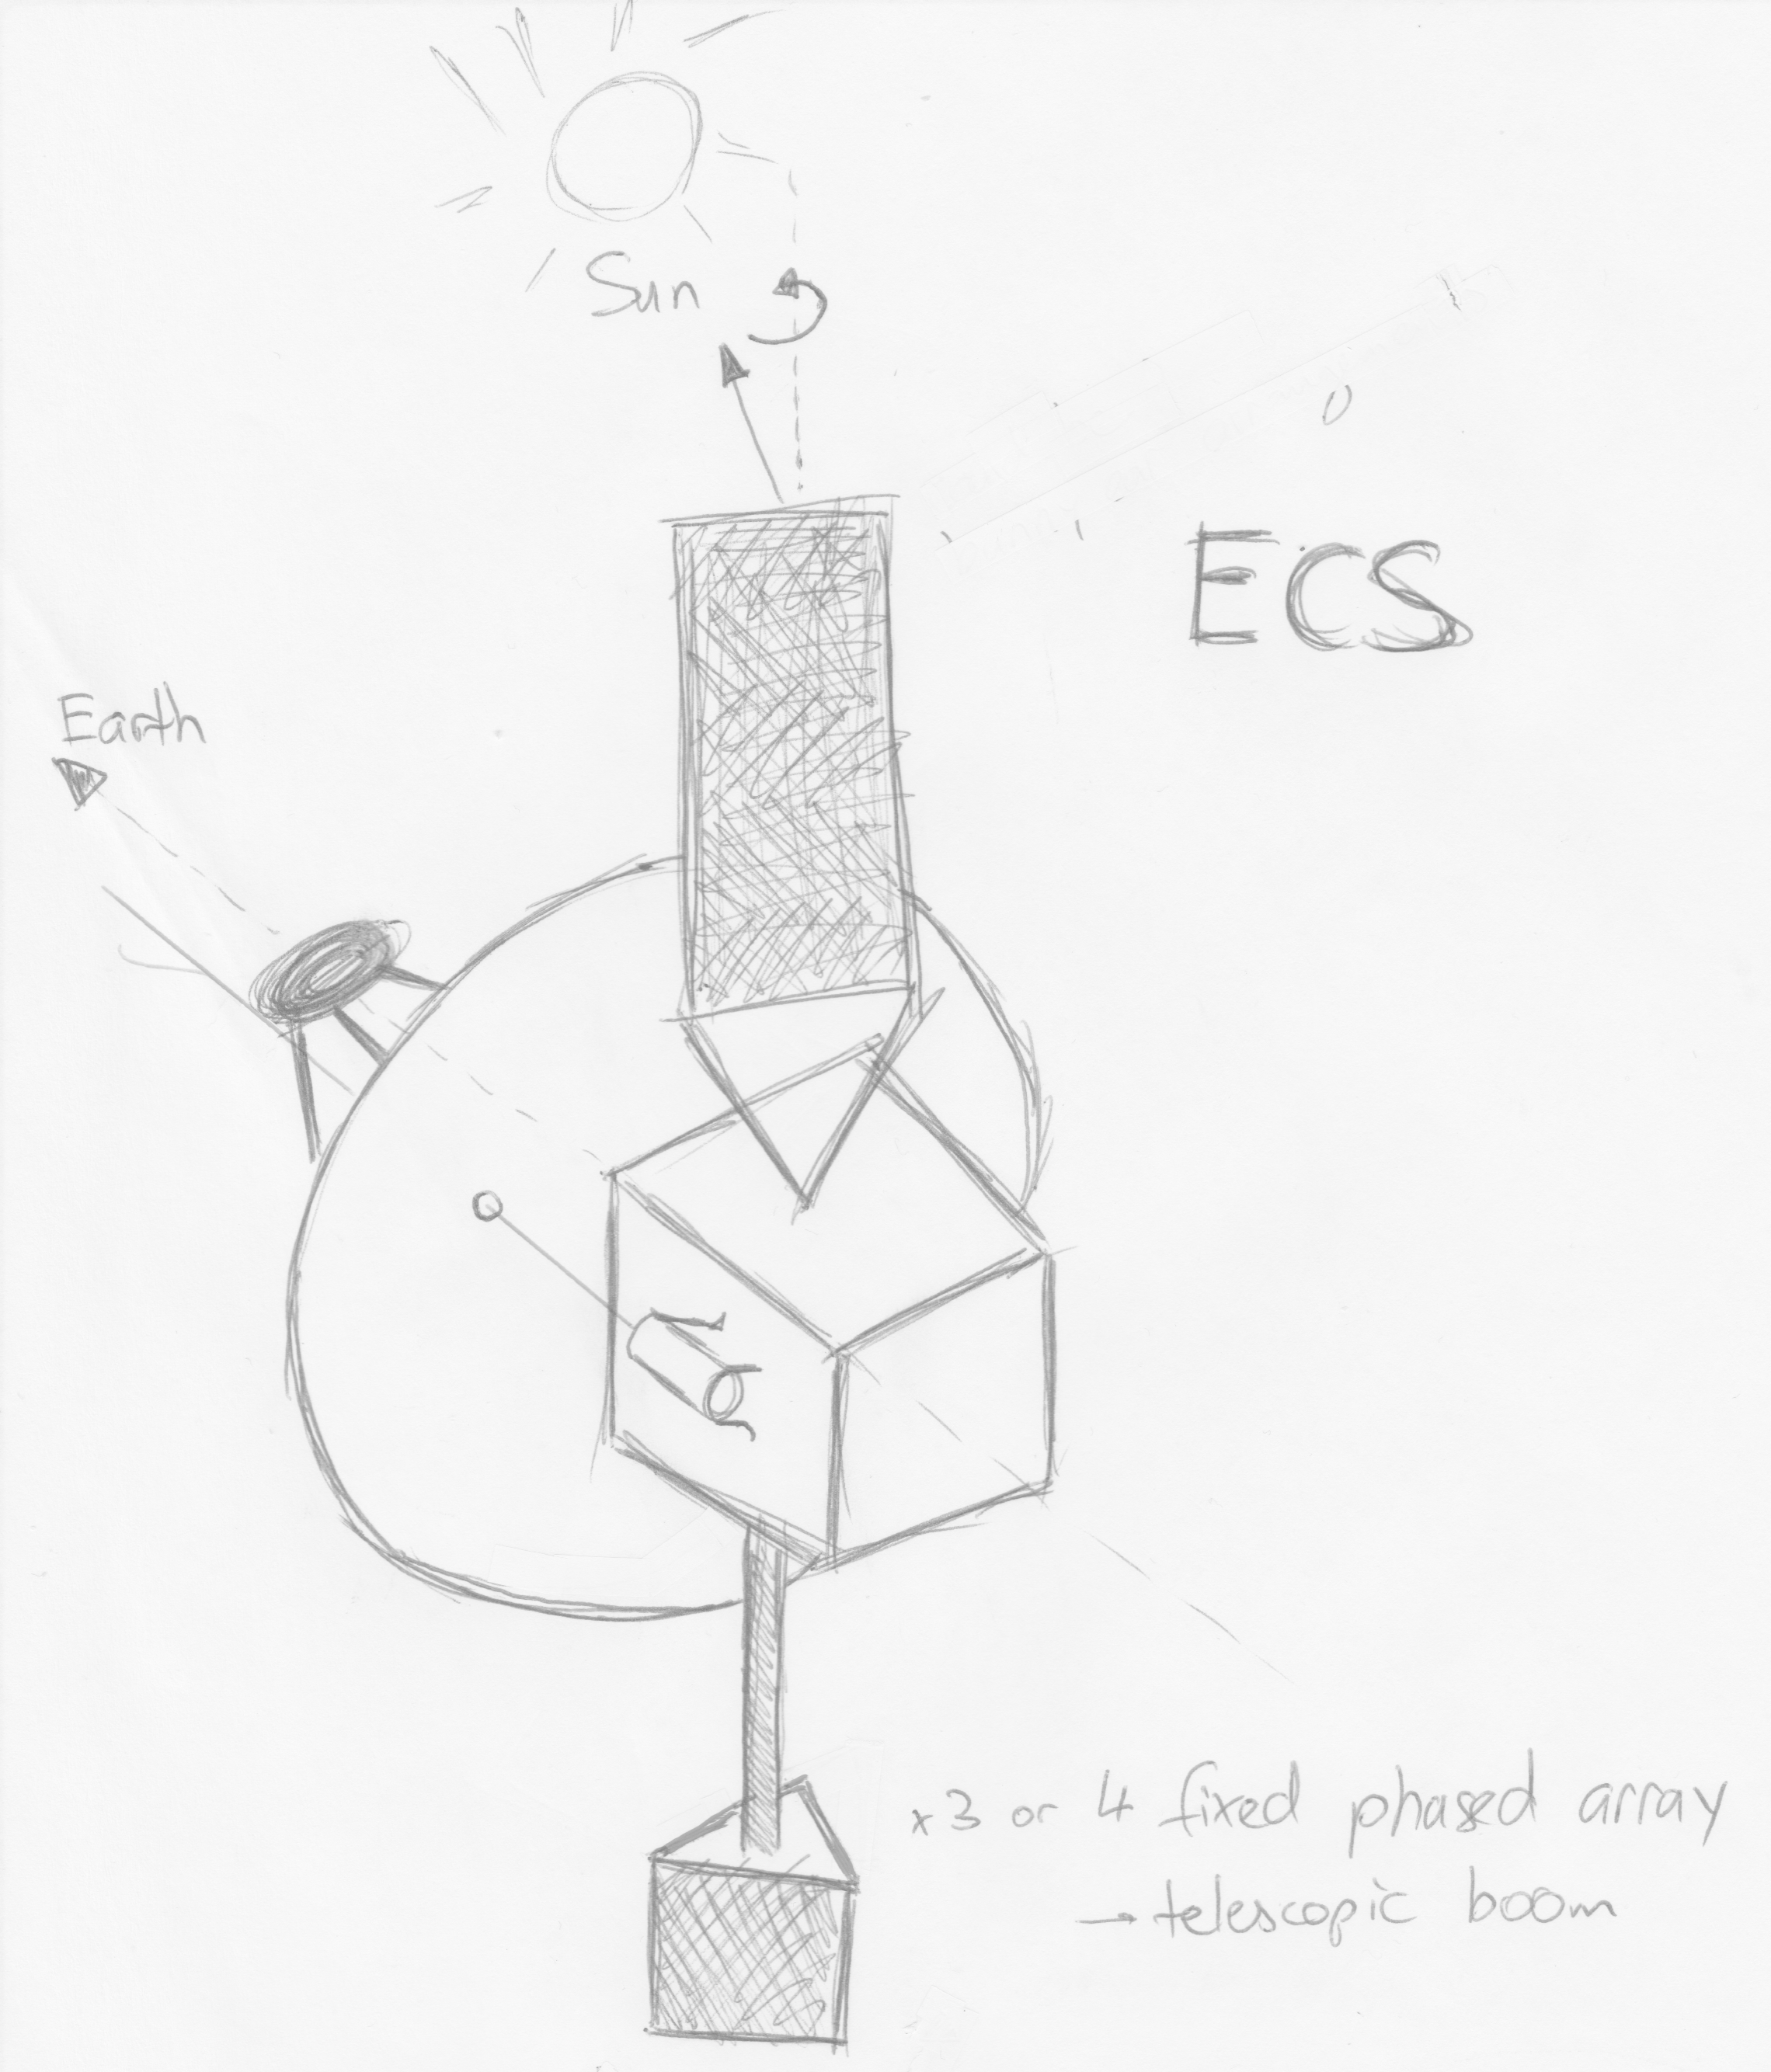 Sun
ECS
Earth
x3 or 4 fixed phased array
→ telescopic boom